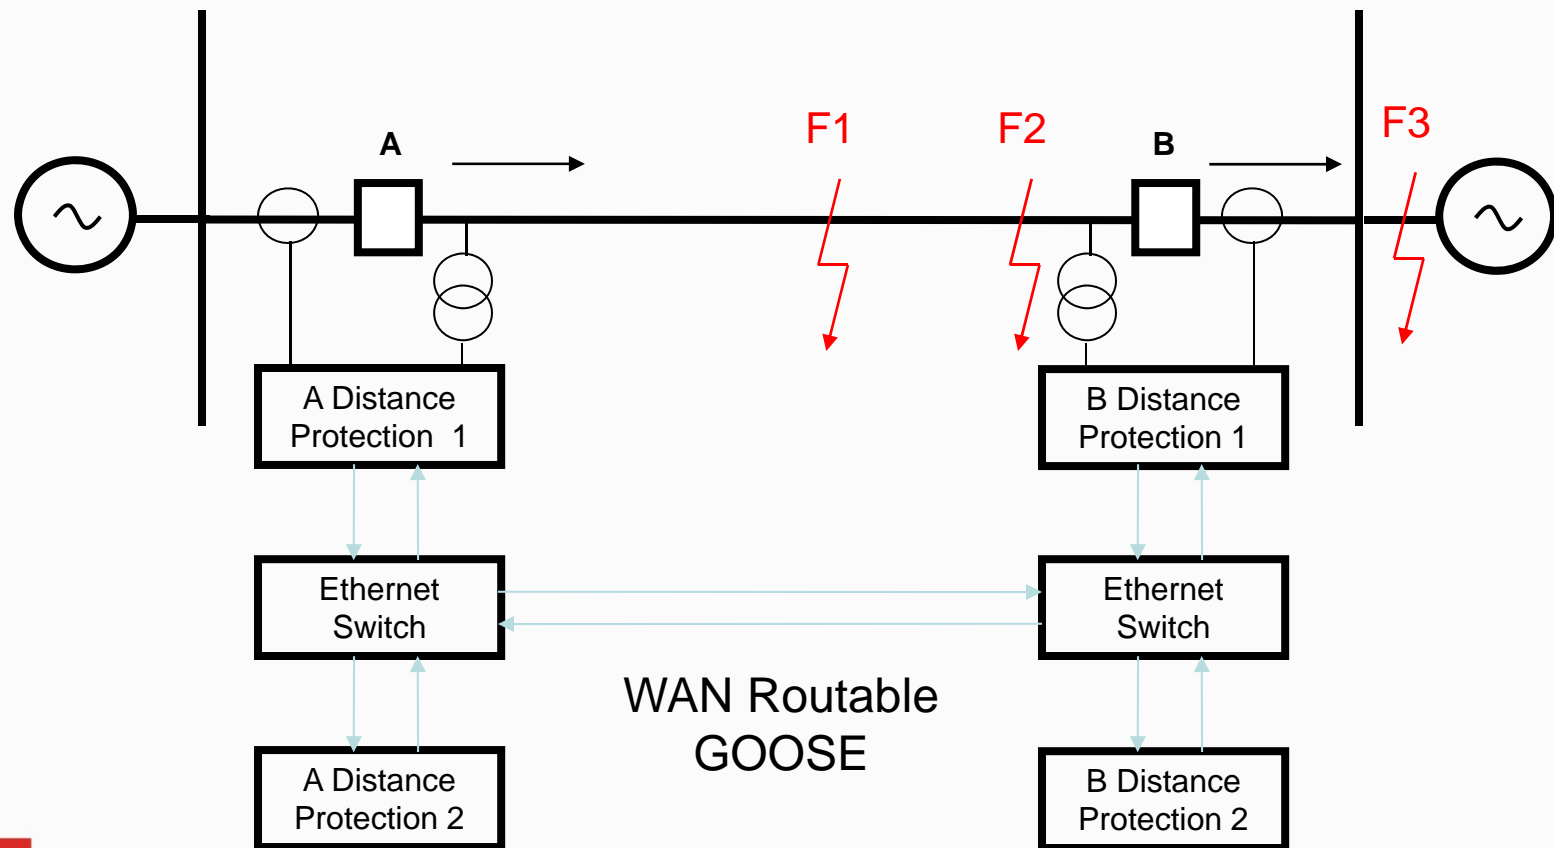 F1
F2
F3
A
B
A Distance
Protection 1
B Distance
Protection 1
Ethernet
Switch
Ethernet
Switch
WAN Routable
GOOSE
A Distance
Protection 2
B Distance
Protection 2